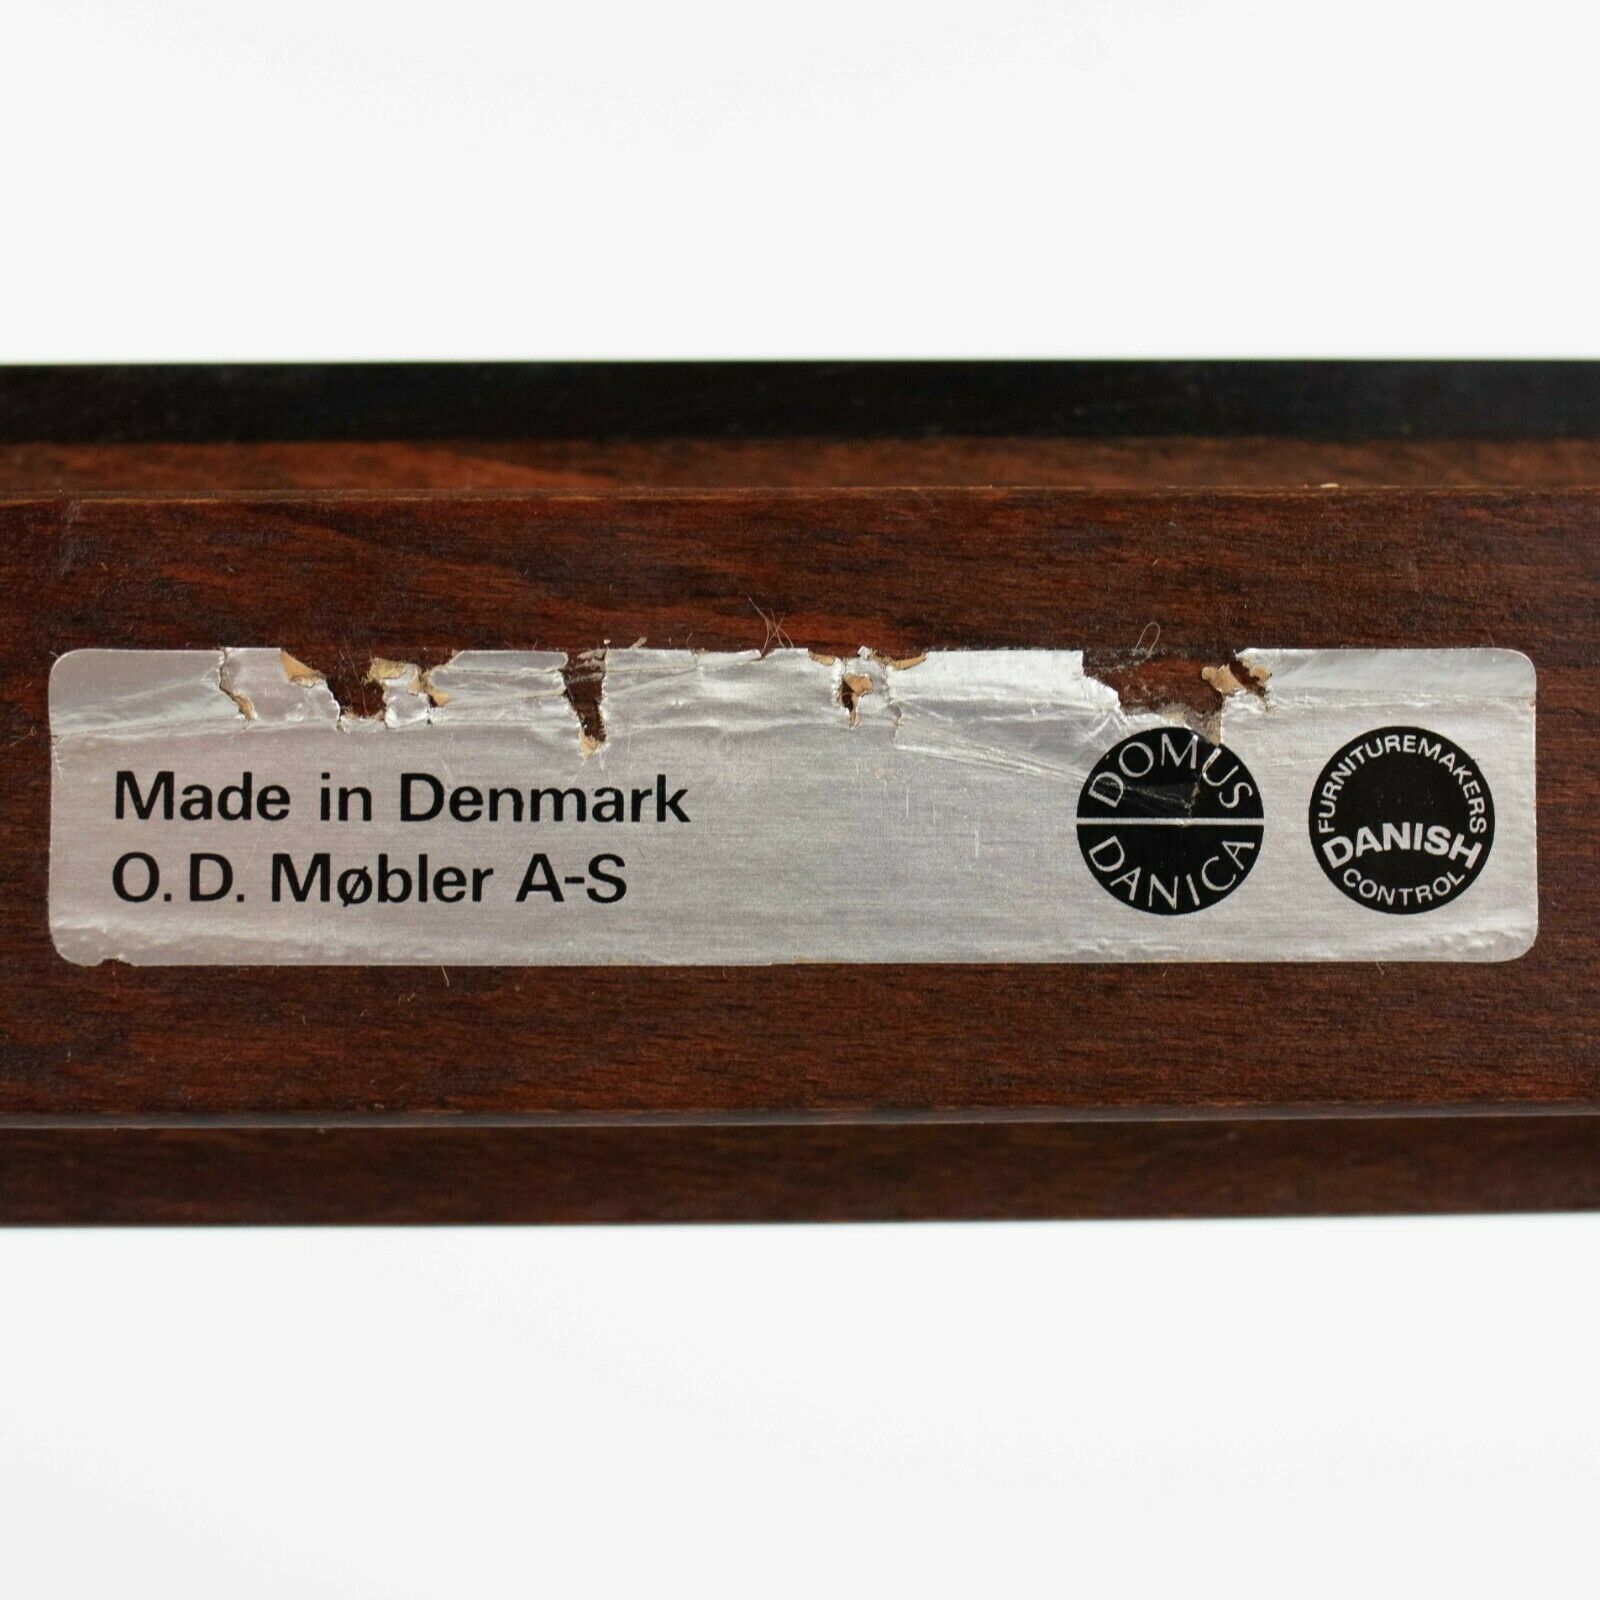 Made in Denmark
O.D. Møbler A-S
DOMUS
DANICA
FURNITUREMAKERS
DANISH
CONTROL